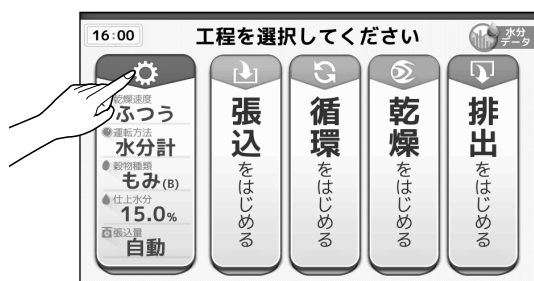 16:00
工程を選択してください
水分
データ
乾燥速度
ふつう
運転方法
水分計
穀物種類
もみ(B)
仕上水分
15.0%
張込量
自動
張込をはじめる
循環をはじめる
乾燥をはじめる
排出をはじめる